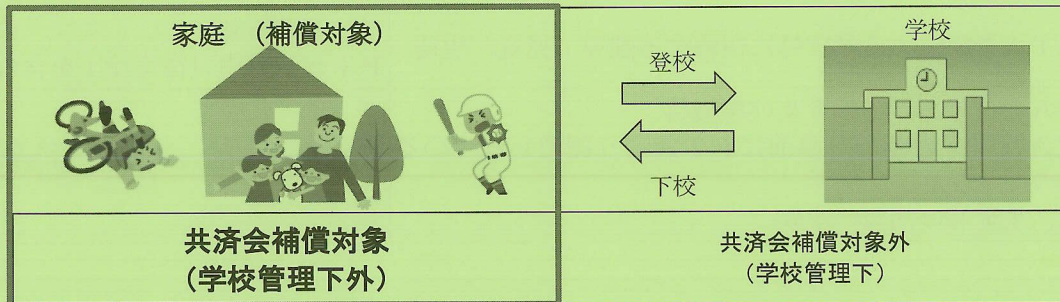 家庭 （補償対象）
学校
登校
下校
共済会補償対象
（学校管理下外）
共済会補償対象外
（学校管理下）